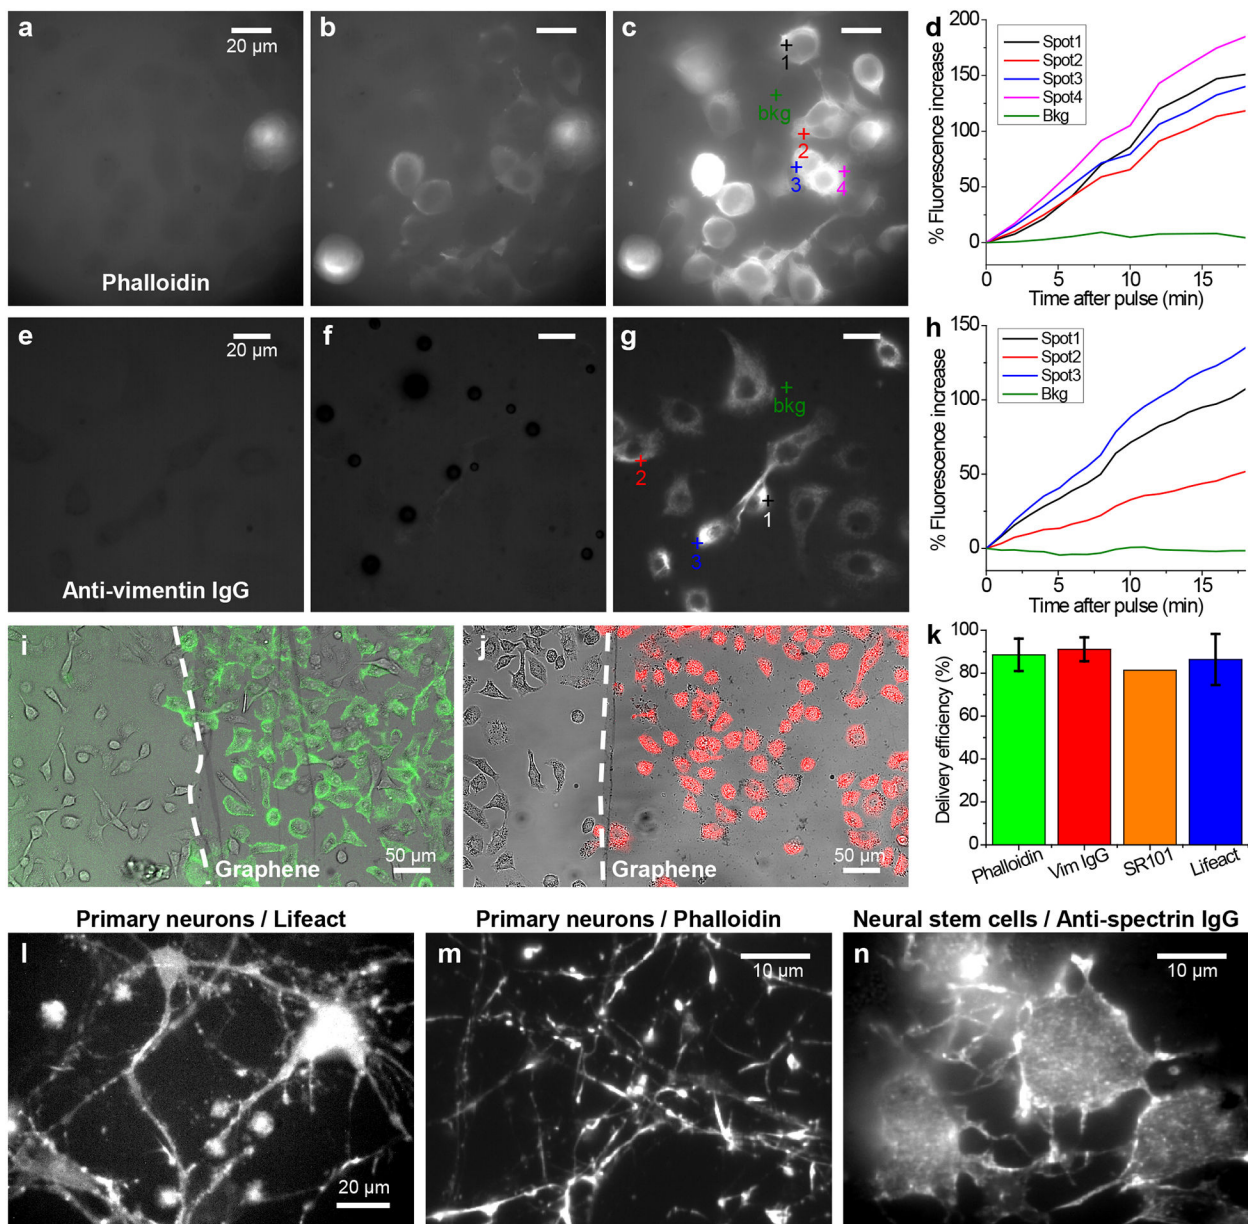 a
20 µm
Phalloidin
b
c
1
bkg
2
3
4
d
% Fluorescence increase
200
150
100
50
0
Spot1
Spot2
Spot3
Spot4
Bkg
0
5
10
15
Time after pulse (min)
e
20 µm
Anti-vimentin IgG
f
g
bkg
2
1
3
h
% Fluorescence increase
150
100
50
0
Spot1
Spot2
Spot3
Bkg
0
5
10
15
Time after pulse (min)
i
Graphene
50 µm
j
Graphene
50 µm
k
Delivery efficiency (%)
100
80
60
40
20
0
Phalloidin
Vim IgG
SR101
Lifeact
Primary neurons / Lifeact
l
20 µm
Primary neurons / Phalloidin
m
10 µm
Neural stem cells / Anti-spectrin IgG
n
10 µm